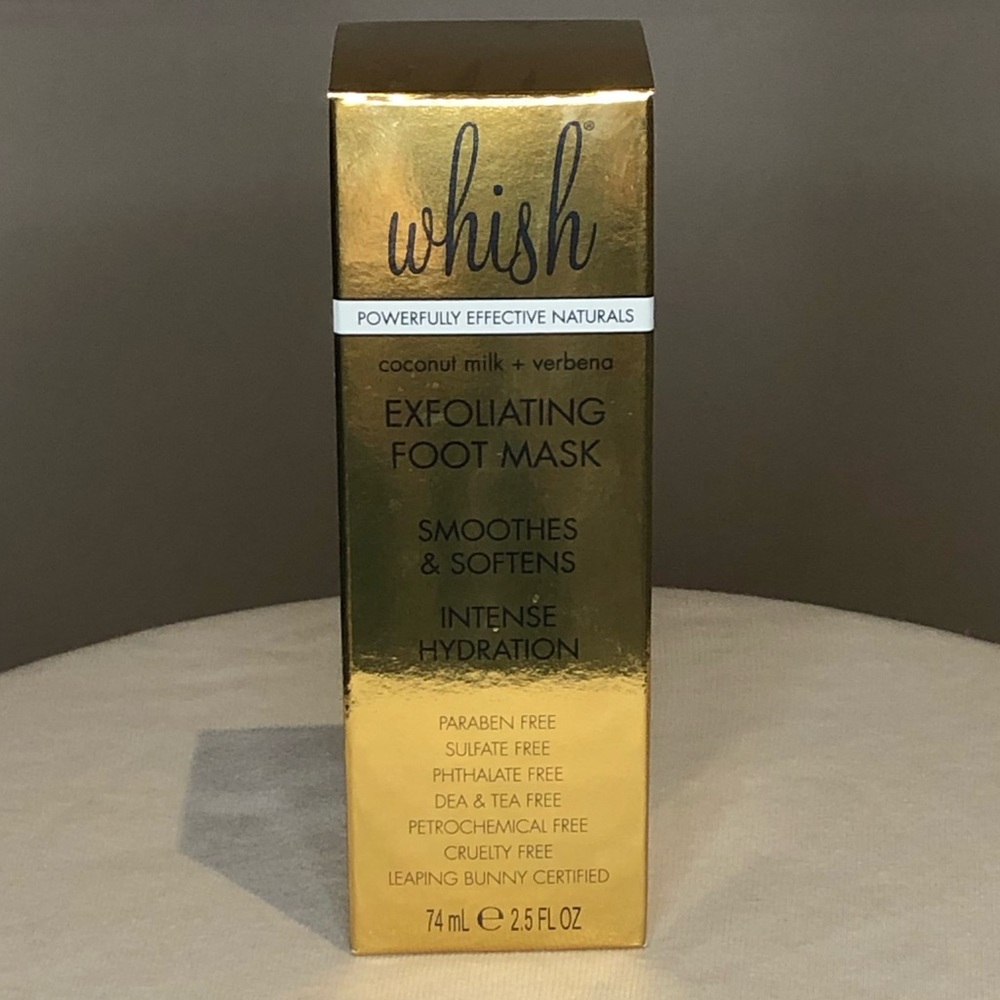 whish®
POWERFULLY EFFECTIVE NATURALS
coconut milk + verbena
EXFOLIATING
FOOT MASK
SMOOTHES
& SOFTENS
INTENSE
HYDRATION
PARABEN FREE
SULFATE FREE
PHTHALATE FREE
DEA & TEA FREE
PETROCHEMICAL FREE
CRUELTY FREE
LEAPING BUNNY CERTIFIED
74 mL ℮ 2.5 FL OZ